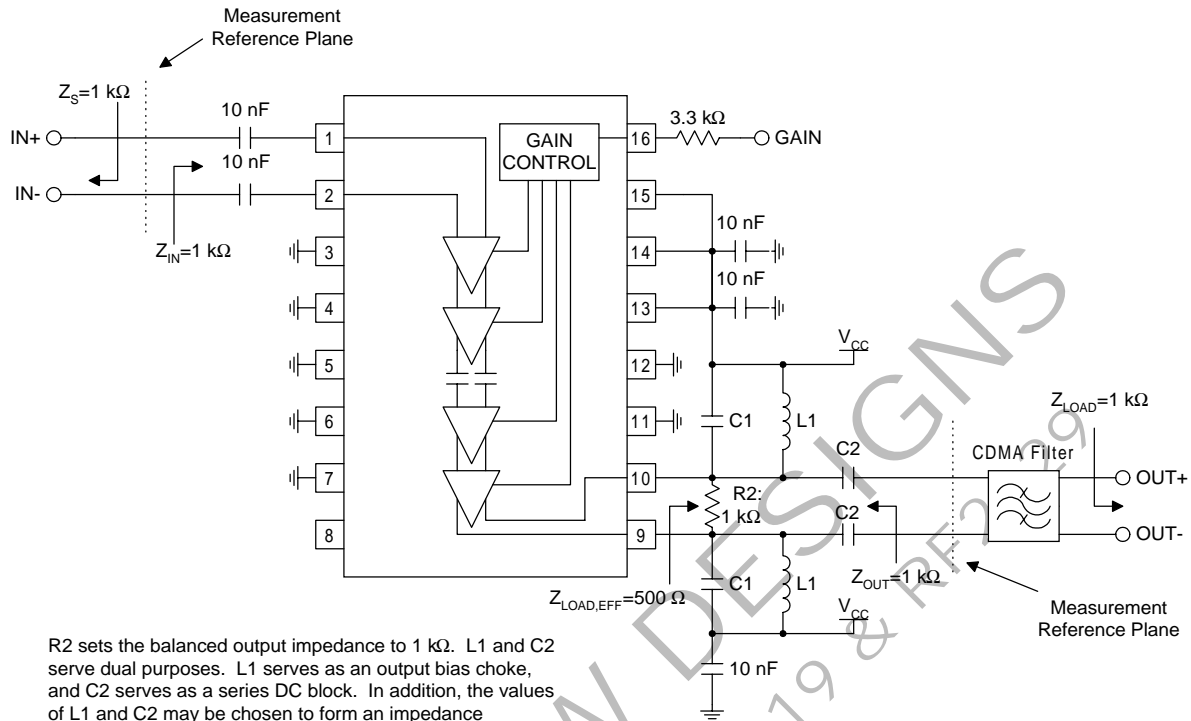 Measurement
Reference Plane
Z_S=1 kΩ
10 nF
IN+
10 nF
IN-
Z_IN=1 kΩ
1
2
3
4
5
6
7
8
GAIN
CONTROL
16
15
14
13
12
11
10
9
3.3 kΩ
GAIN
10 nF
10 nF
V_CC
C1
L1
C2
R2:
1 kΩ
C2
C1
L1
Z_LOAD,EFF=500 Ω
Z_OUT=1 kΩ
V_CC
10 nF
Z_LOAD=1 kΩ
CDMA Filter
OUT+
OUT-
Measurement
Reference Plane
R2 sets the balanced output impedance to 1 kΩ. L1 and C2
serve dual purposes. L1 serves as an output bias choke,
and C2 serves as a series DC block. In addition, the values
of L1 and C2 may be chosen to form an impedance
DESIGNS
19 & RF2
29